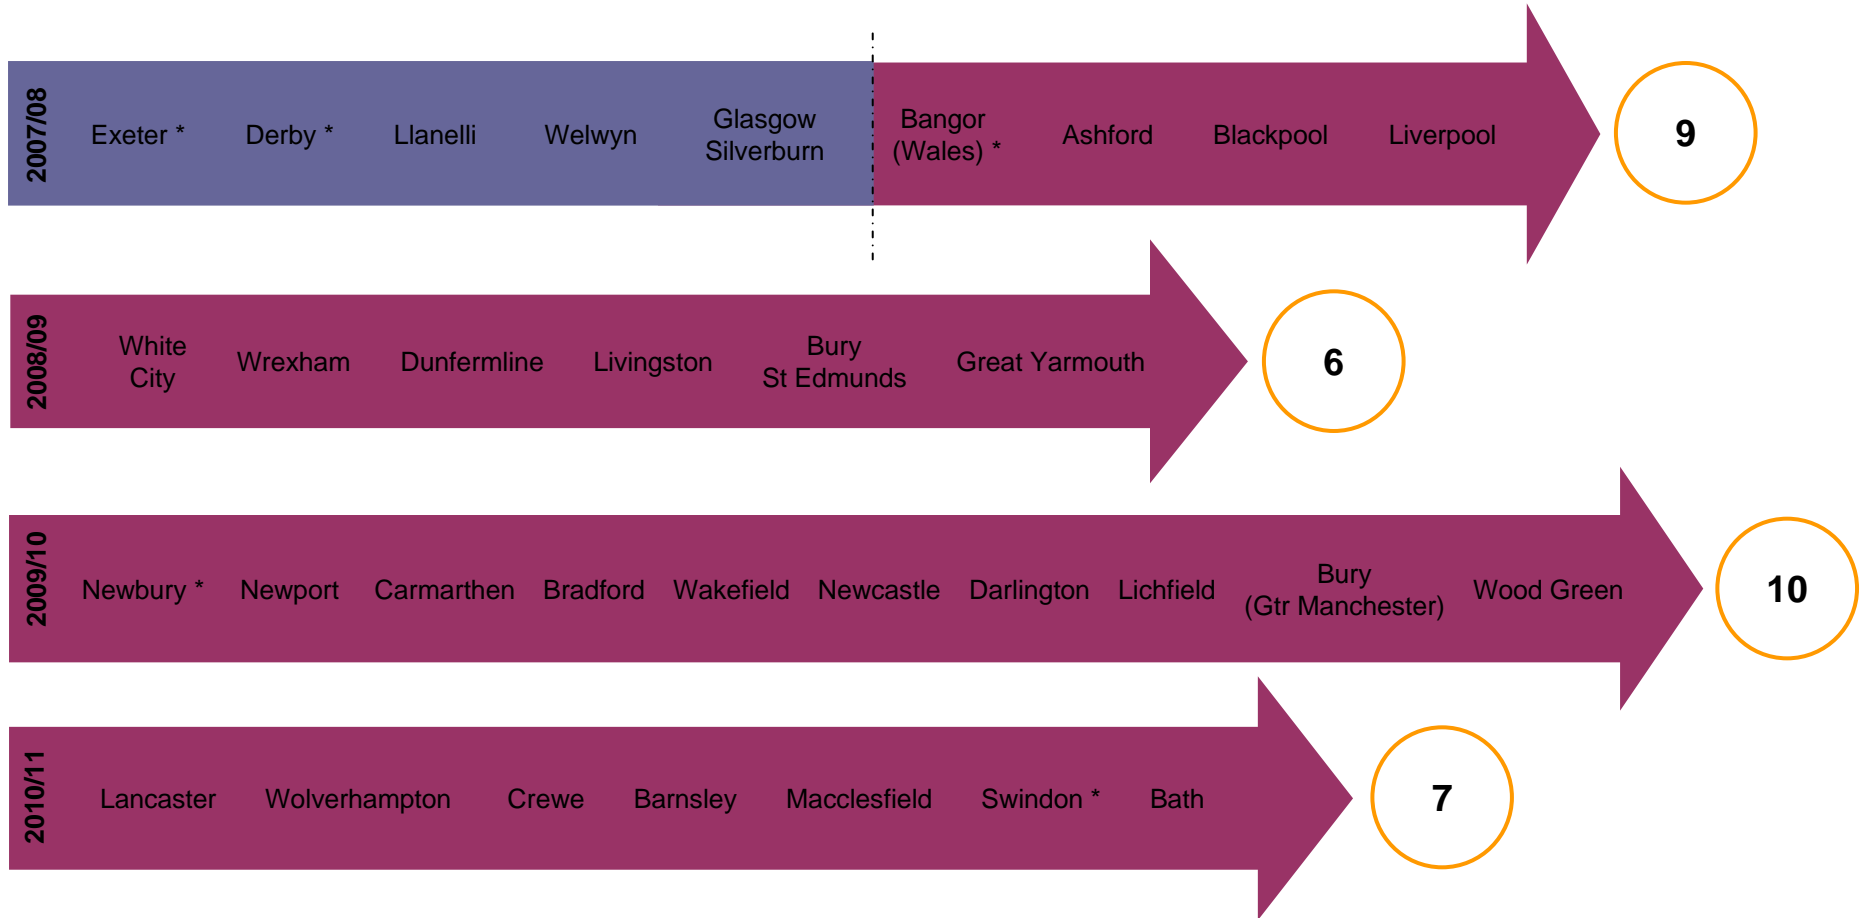 2007/08
Exeter *
Derby *
Llanelli
Welwyn
Glasgow
Silverburn
Bangor
(Wales) *
Ashford
Blackpool
Liverpool
9
2008/09
White
City
Wrexham
Dunfermline
Livingston
Bury
St Edmunds
Great Yarmouth
6
2009/10
Newbury *
Newport
Carmarthen
Bradford
Wakefield
Newcastle
Darlington
Lichfield
Bury
(Gtr Manchester)
Wood Green
10
2010/11
Lancaster
Wolverhampton
Crewe
Barnsley
Macclesfield
Swindon *
Bath
7